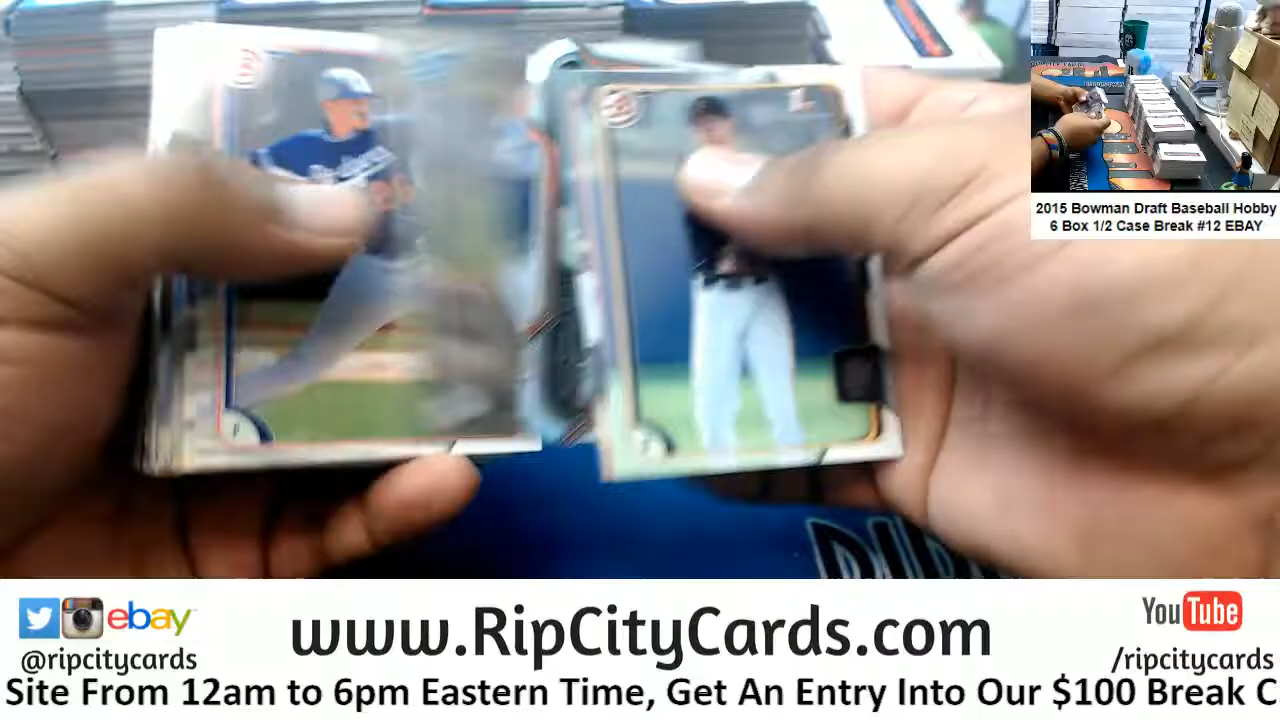 2015 Bowman Draft Baseball Hobby
6 Box 1/2 Case Break #12 EBAY
ebay
@ripcitycards
www.RipCityCards.com
YouTube
/ripcitycards
Site From 12am to 6pm Eastern Time, Get An Entry Into Our $100 Break C